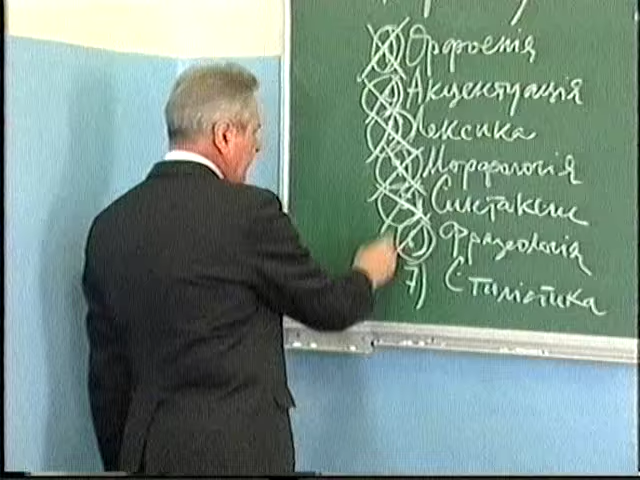 Орфоепія
Акцентуація
Лексика
Морфологія
Синтаксис
Фразеологія
7) Стилістика